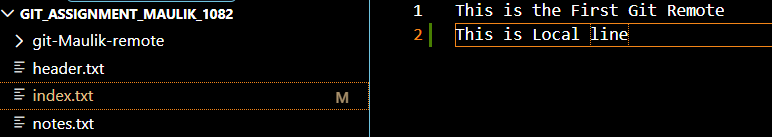 GIT_ASSIGNMENT_MAULIK_1082
git-Maulik-remote
header.txt
index.txt M
notes.txt
1 This is the First Git Remote
2 This is Local line